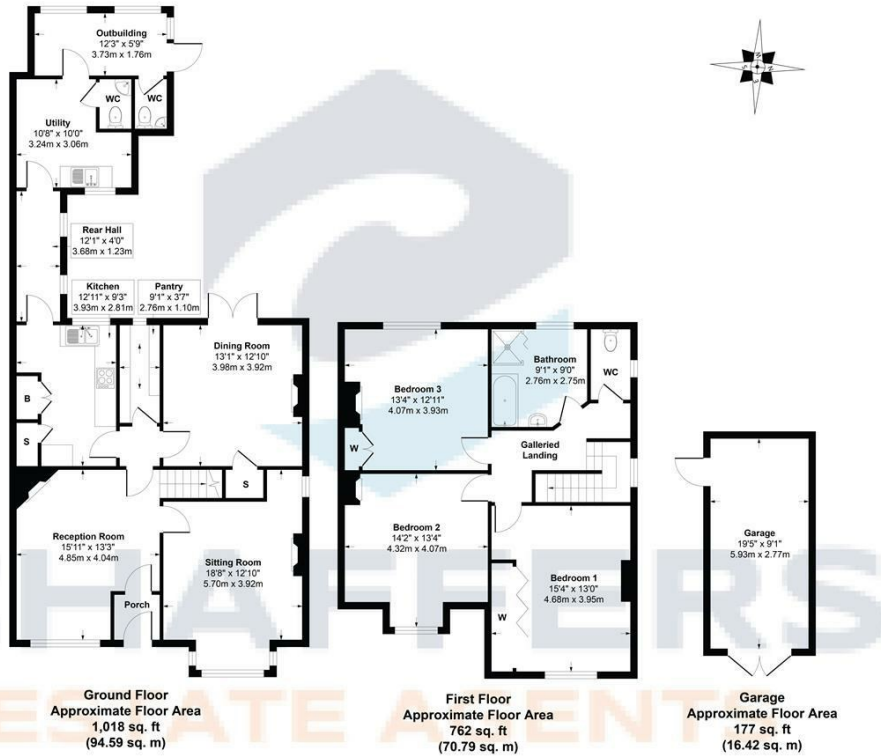 Outbuilding
12'3" x 5'9"
3.73m x 1.76m
WC
WC
Utility
10'8" x 10'0"
3.24m x 3.06m
Rear Hall
12'1" x 4'0"
3.68m x 1.23m
Kitchen
12'11" x 9'3"
3.93m x 2.81m
Pantry
9'1" x 3'7"
2.76m x 1.10m
Dining Room
13'1" x 12'10"
3.98m x 3.92m
B
S
S
Reception Room
15'11" x 13'3"
4.85m x 4.04m
Sitting Room
18'8" x 12'10"
5.70m x 3.92m
Porch
Ground Floor
Approximate Floor Area
1,018 sq. ft
(94.59 sq. m)
Bedroom 3
13'4" x 12'11"
4.07m x 3.93m
Bathroom
9'1" x 9'0"
2.76m x 2.75m
WC
W
Galleried
Landing
Bedroom 2
14'2" x 13'4"
4.32m x 4.07m
Bedroom 1
15'4" x 13'0"
4.68m x 3.95m
W
First Floor
Approximate Floor Area
762 sq. ft
(70.79 sq. m)
Garage
19'5" x 9'1"
5.93m x 2.77m
Garage
Approximate Floor Area
177 sq. ft
(16.42 sq. m)
HAFFERS
ESTATE AGENTS